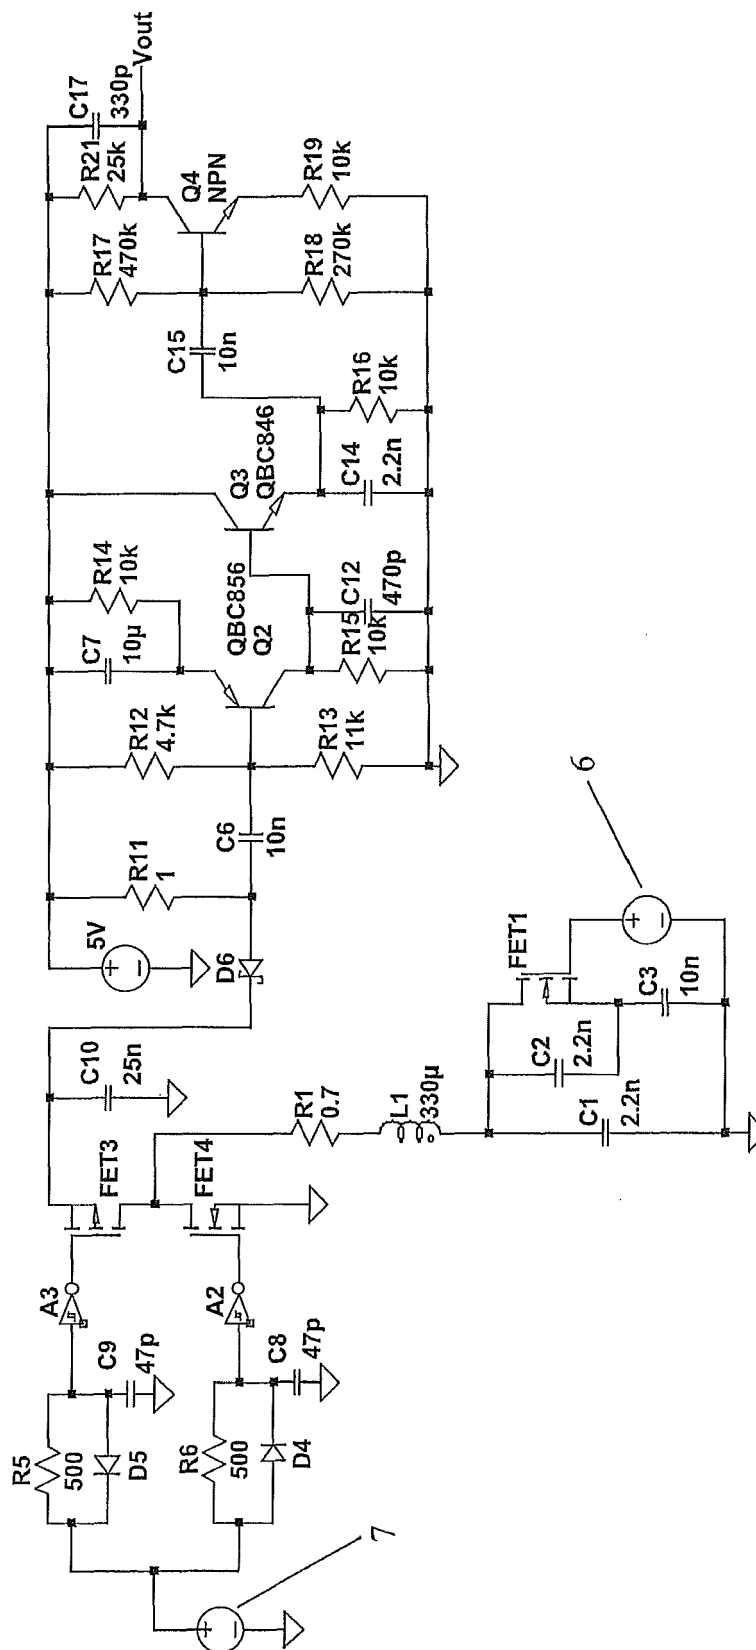 Vout
C17
330p
R21
25k
Q4
NPN
R19
10k
R17
470k
R18
270k
C15
10n
R16
10k
Q3
QBC846
C14
2.2n
R14
10k
C7
10µ
QBC856
Q2
C12
470p
R15
10k
R12
4.7k
R13
11k
C6
10n
R11
1
5V
+
−
D6
C10
25n
6
FET1
+
−
C3
10n
C2
2.2n
C1
2.2n
R1
0.7
L1
330µ
FET3
FET4
A3
A2
C9
47p
C8
47p
R5
500
D5
R6
500
D4
+
−
7